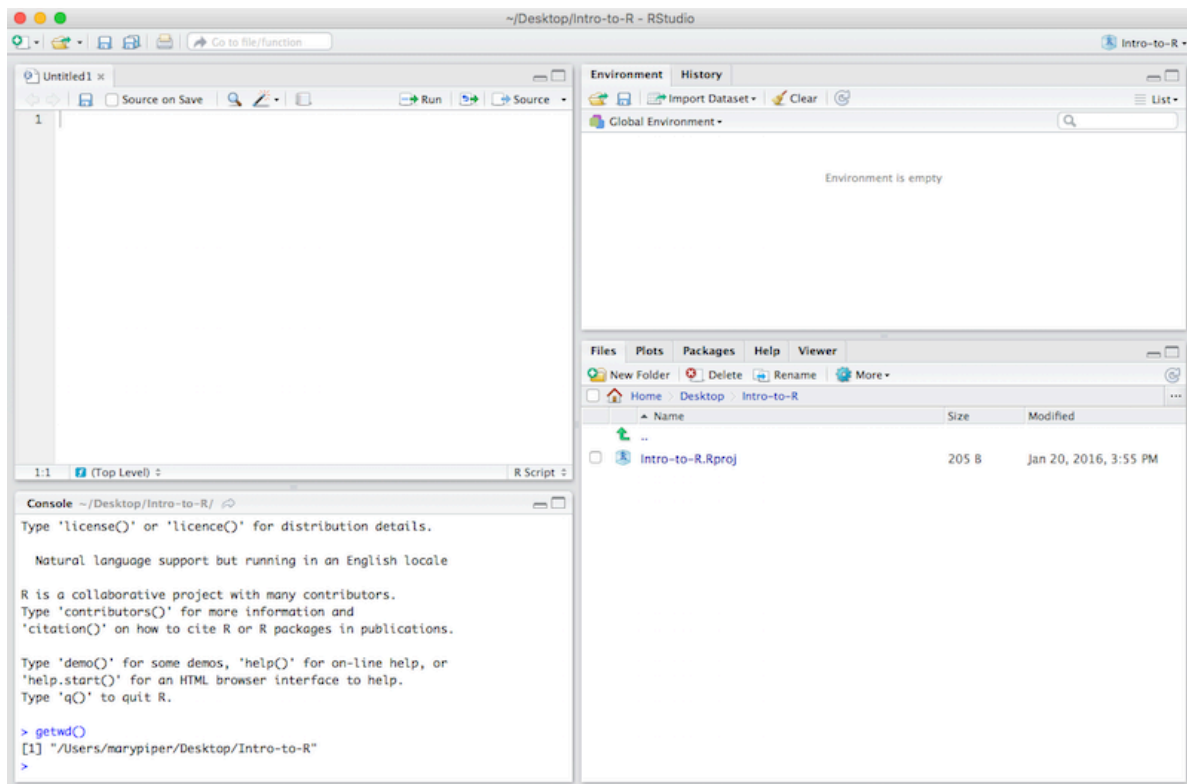 ~/Desktop/Intro-to-R - RStudio
Go to file/function
Intro-to-R
Untitled1
Source on Save Run Source
1
1:1 (Top Level) R Script
Console ~/Desktop/Intro-to-R/
Type 'license()' or 'licence()' for distribution details.
Natural language support but running in an English locale
R is a collaborative project with many contributors.
Type 'contributors()' for more information and
'citation()' on how to cite R or R packages in publications.
Type 'demo()' for some demos, 'help()' for on-line help, or
'help.start()' for an HTML browser interface to help.
Type 'q()' to quit R.
> getwd()
[1] "/Users/marypiper/Desktop/Intro-to-R"
>
Environment History
Import Dataset Clear List
Global Environment
Environment is empty
Files Plots Packages Help Viewer
New Folder Delete Rename More
Home Desktop Intro-to-R ...
Name Size Modified
..
Intro-to-R.Rproj 205 B Jan 20, 2016, 3:55 PM